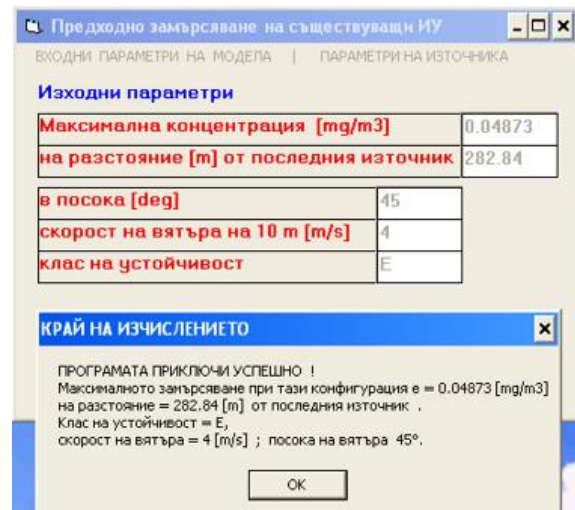 Предходно замърсяване на съществуващи ИУ
ВХОДНИ ПАРАМЕТРИ НА МОДЕЛА | ПАРАМЕТРИ НА ИЗТОЧНИКА
Изходни параметри
Максимална концентрация [mg/m3] 0.04873
на разстояние [m] от последния източник 282.84
в посока [deg] 45
скорост на вятъра на 10 m [m/s] 4
клас на устойчивост E
КРАЙ НА ИЗЧИСЛЕНИЕТО
ПРОГРАМАТА ПРИКЛЮЧИ УСПЕШНО !
Максималното замърсяване при тази конфигурация е = 0.04873 [mg/m3]
на разстояние = 282.84 [m] от последния източник .
Клас на устойчивост = E,
скорост на вятъра = 4 [m/s] ; посока на вятъра 45°.
OK